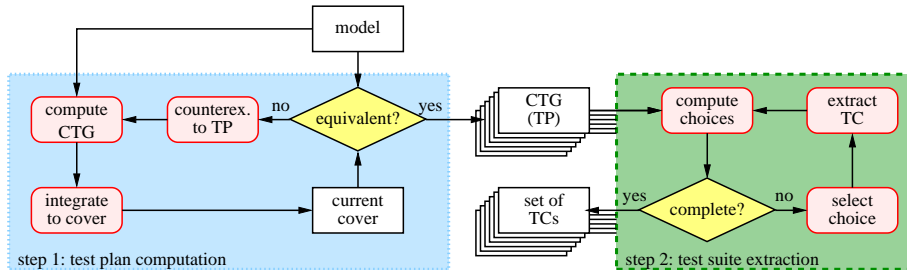 model
compute
CTG
counterex.
to TP
no
equivalent?
yes
CTG
(TP)
compute
choices
extract
TC
integrate
to cover
current
cover
set of
TCs
yes
complete?
no
select
choice
step 1: test plan computation
step 2: test suite extraction